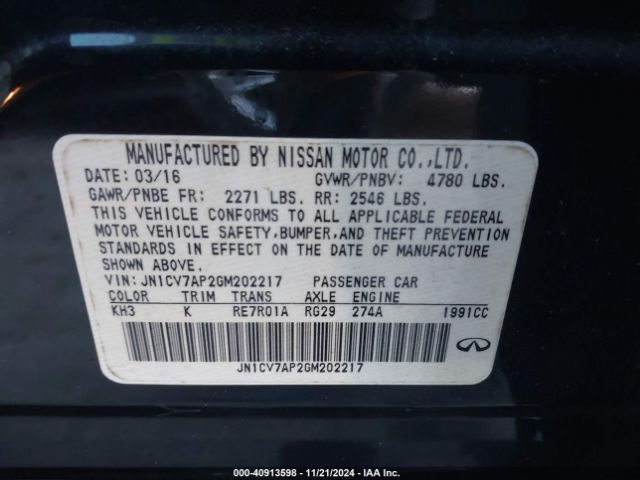 MANUFACTURED BY NISSAN MOTOR CO.,LTD.
DATE: 03/16 GVWR/PNBV: 4780 LBS.
GAWR/PNBE FR: 2271 LBS. RR: 2546 LBS.
THIS VEHICLE CONFORMS TO ALL APPLICABLE FEDERAL
MOTOR VEHICLE SAFETY,BUMPER,AND THEFT PREVENTION
STANDARDS IN EFFECT ON THE DATE OF MANUFACTURE
SHOWN ABOVE.
VIN: JN1CV7AP2GM202217 PASSENGER CAR
COLOR TRIM TRANS AXLE ENGINE
KH3 K RE7R01A RG29 274A 1991CC
JN1CV7AP2GM202217
INFINITI
© COPY - 40913598 - 11/21/2024 - IAA Inc.